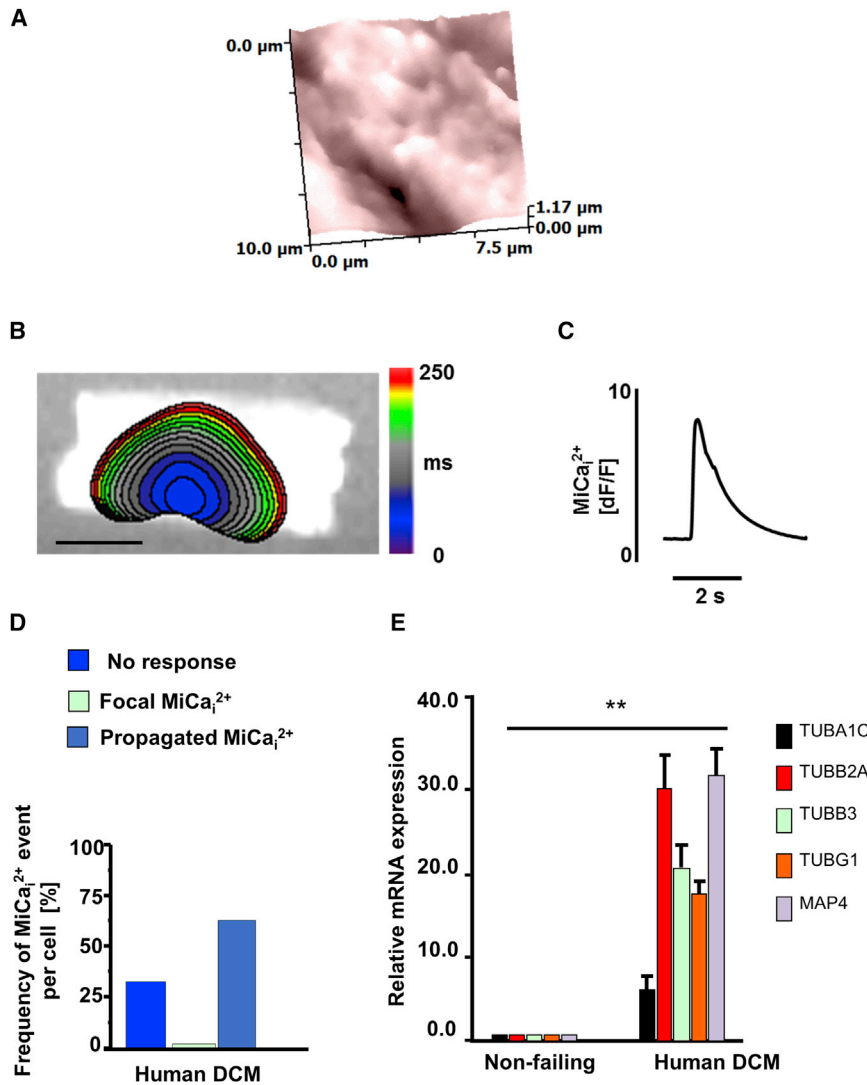 A
0.0 µm
1.17 µm
0.00 µm
10.0 µm
0.0 µm
7.5 µm
B
250
ms
0
C
10
MiCaᵢ²⁺
[dF/F]
0
2 s
D
No response
Focal MiCaᵢ²⁺
Propagated MiCaᵢ²⁺
Frequency of MiCaᵢ²⁺ event
per cell [%]
100
75
50
25
0
Human DCM
E
Relative mRNA expression
40.0
30.0
20.0
10.0
0.0
**
Non-failing
Human DCM
TUBA1C
TUBB2A
TUBB3
TUBG1
MAP4